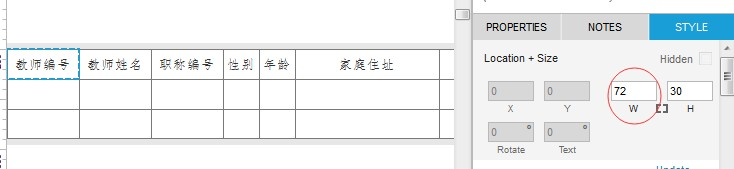 PROPERTIES NOTES STYLE
Location + Size Hidden
教师编号 教师姓名 职称编号 性别 年龄 家庭住址
0 0 72 30
X Y W H
0° 0°
Rotate Text